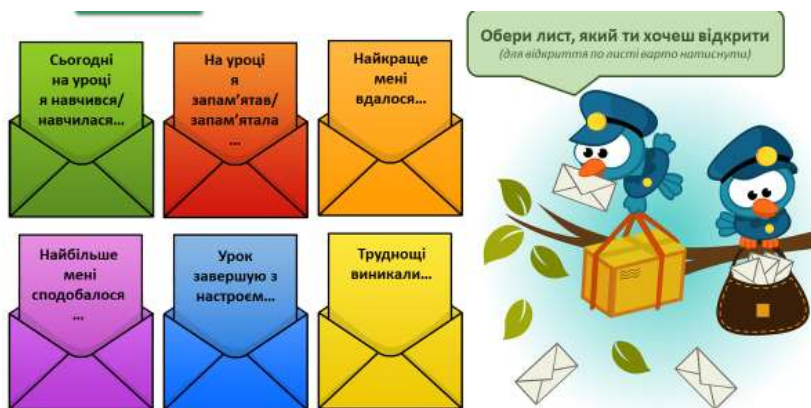 Обери лист, який ти хочеш відкрити
(для відкриття по листі варто натиснути)
Сьогодні
на уроці
я навчився/
навчилася...
На уроці
я
запам'ятав/
запам'ятала
...
Найкраще
мені
вдалося...
Найбільше
мені
сподобалося
...
Урок
завершую з
настроєм...
Труднощі
виникали...